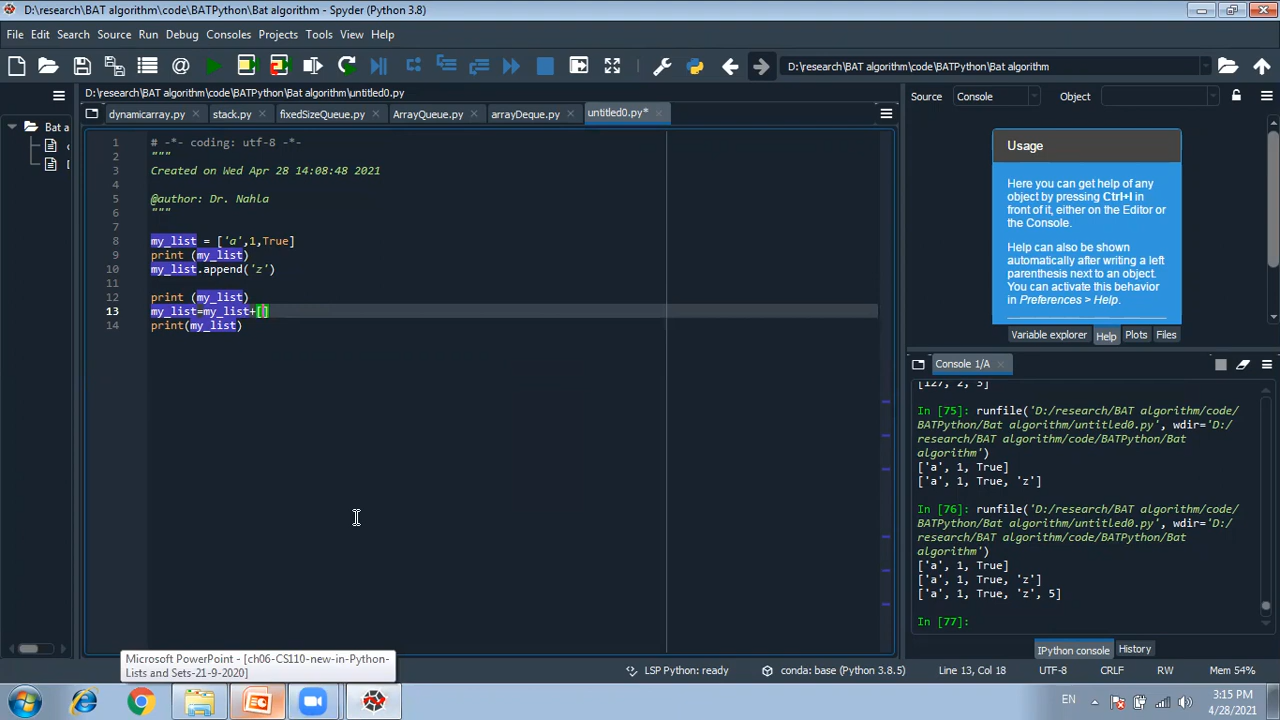 D:\research\BAT algorithm\code\BATPython\Bat algorithm - Spyder (Python 3.8)
File Edit Search Source Run Debug Consoles Projects Tools View Help
D:\research\BAT algorithm\code\BATPython\Bat algorithm
D:\research\BAT algorithm\code\BATPython\Bat algorithm\untitled0.py
dynamicarray.py stack.py fixedSizeQueue.py ArrayQueue.py arrayDeque.py untitled0.py*
Bat a
1 # -*- coding: utf-8 -*-
2 """
3 Created on Wed Apr 28 14:08:48 2021
4
5 @author: Dr. Nahla
6 """
7
8 my_list = ['a',1,True]
9 print (my_list)
10 my_list.append('z')
11
12 print (my_list)
13 my_list=my_list+[]
14 print(my_list)
Source Console Object
Usage
Here you can get help of any
object by pressing Ctrl+I in
front of it, either on the Editor or
the Console.
Help can also be shown
automatically after writing a left
parenthesis next to an object.
You can activate this behavior
in Preferences > Help.
Variable explorer Help Plots Files
Console 1/A
[127, 2, 3]
In [75]: runfile('D:/research/BAT algorithm/code/
BATPython/Bat algorithm/untitled0.py', wdir='D:/
research/BAT algorithm/code/BATPython/Bat
algorithm')
['a', 1, True]
['a', 1, True, 'z']
In [76]: runfile('D:/research/BAT algorithm/code/
BATPython/Bat algorithm/untitled0.py', wdir='D:/
research/BAT algorithm/code/BATPython/Bat
algorithm')
['a', 1, True]
['a', 1, True, 'z']
['a', 1, True, 'z', 5]
In [77]:
IPython console History
Microsoft PowerPoint - [ch06-CS110-new-in-Python-
Lists and Sets-21-9-2020]
LSP Python: ready conda: base (Python 3.8.5) Line 13, Col 18 UTF-8 CRLF RW Mem 54%
EN
3:15 PM
4/28/2021